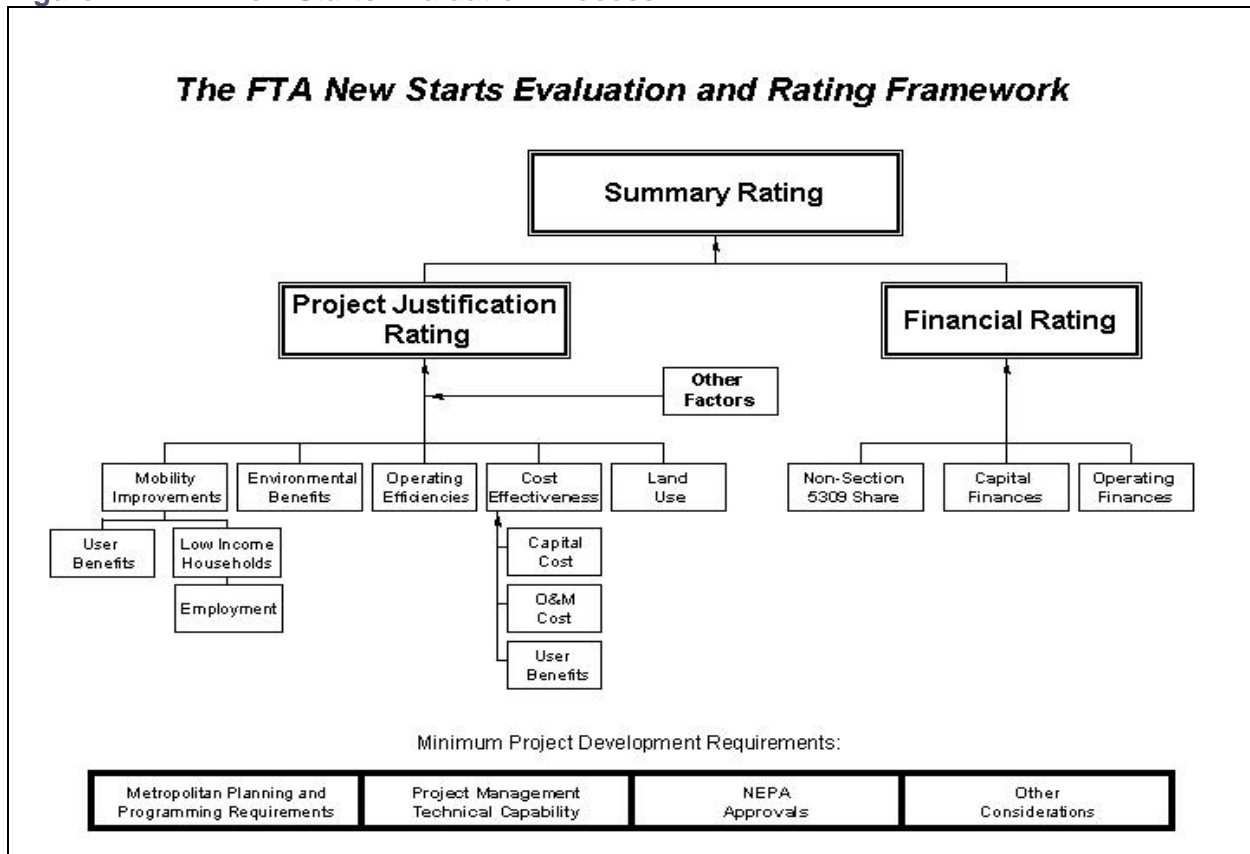 The FTA New Starts Evaluation and Rating Framework
Summary Rating
Project Justification
Rating
Financial Rating
Other
Factors
Mobility
Improvements
Environmental
Benefits
Operating
Efficiencies
Cost
Effectiveness
Land
Use
Non-Section
5309 Share
Capital
Finances
Operating
Finances
User
Benefits
Low Income
Households
Employment
Capital
Cost
O&M
Cost
User
Benefits
Minimum Project Development Requirements:
Metropolitan Planning and
Programming Requirements
Project Management
Technical Capability
NEPA
Approvals
Other
Considerations